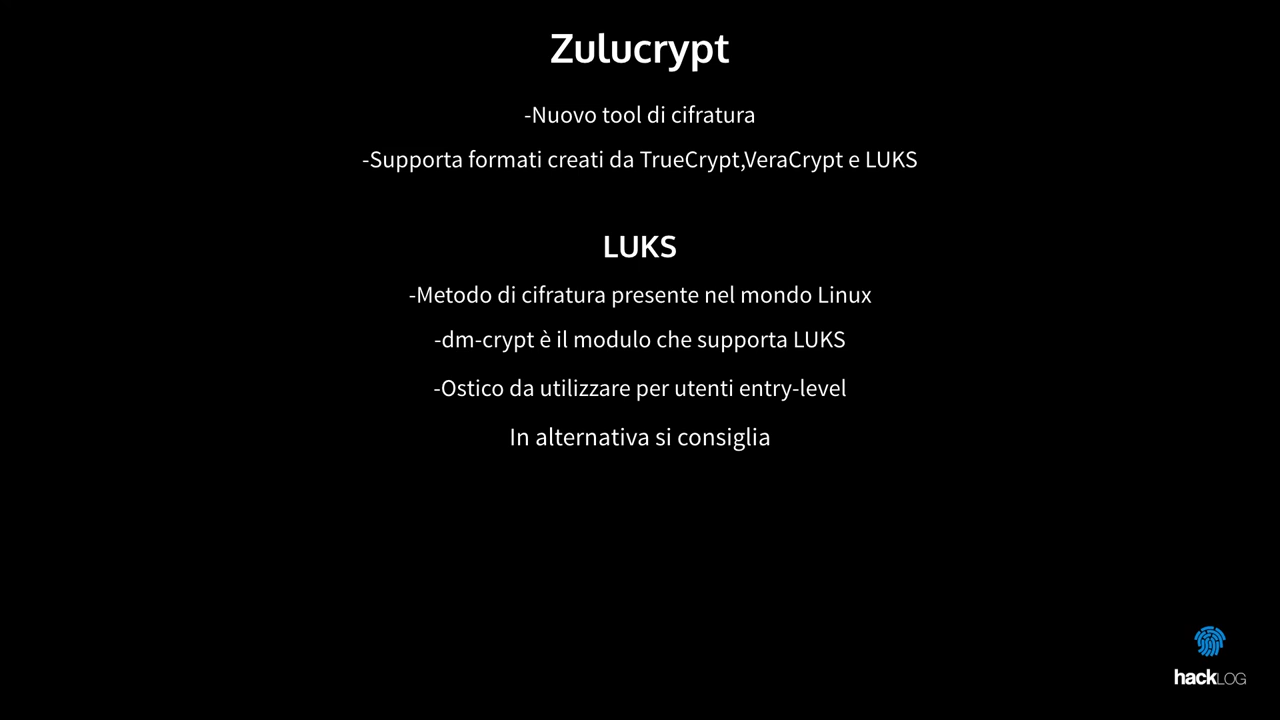 Zulucrypt
-Nuovo tool di cifratura
-Supporta formati creati da TrueCrypt,VeraCrypt e LUKS
LUKS
-Metodo di cifratura presente nel mondo Linux
-dm-crypt è il modulo che supporta LUKS
-Ostico da utilizzare per utenti entry-level
In alternativa si consiglia
hackLOG